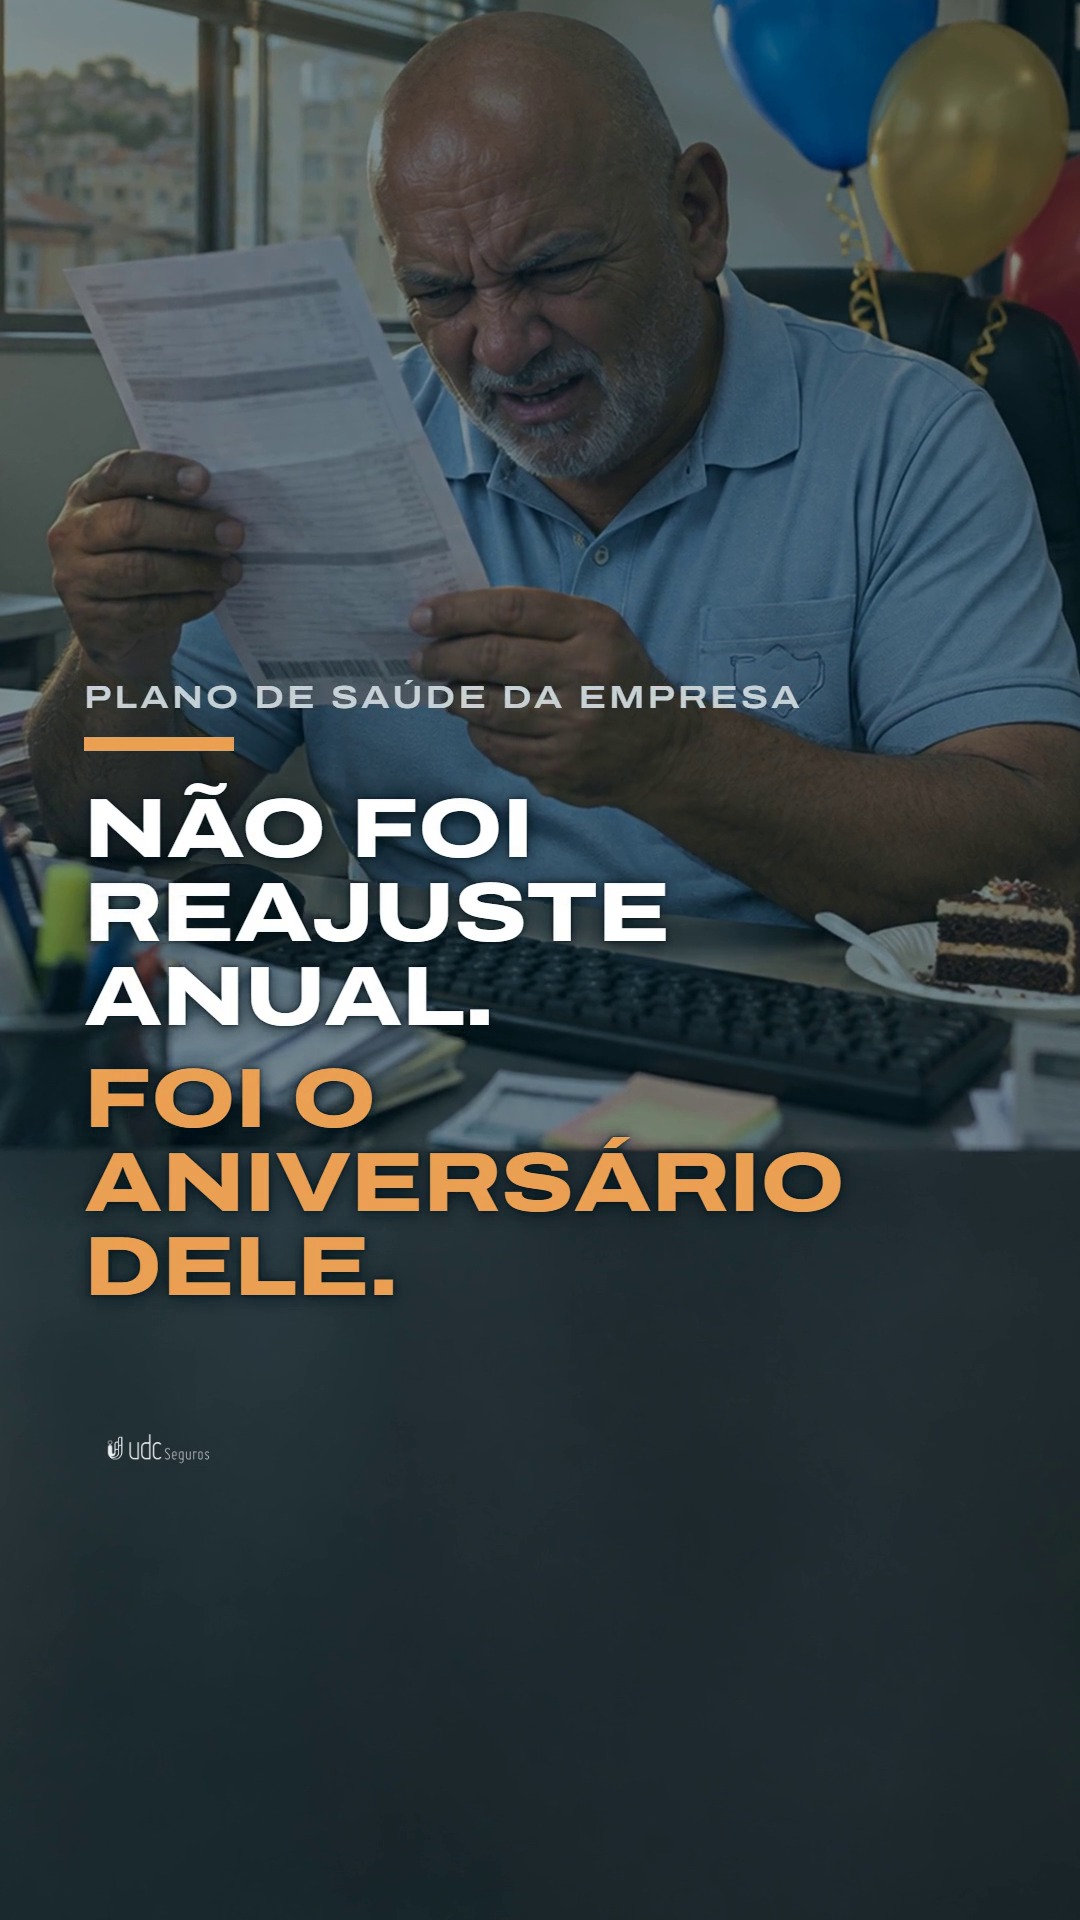 PLANO DE SAÚDE DA EMPRESA
NÃO FOI
REAJUSTE
ANUAL.
FOI O
ANIVERSÁRIO
DELE.
udc Seguros